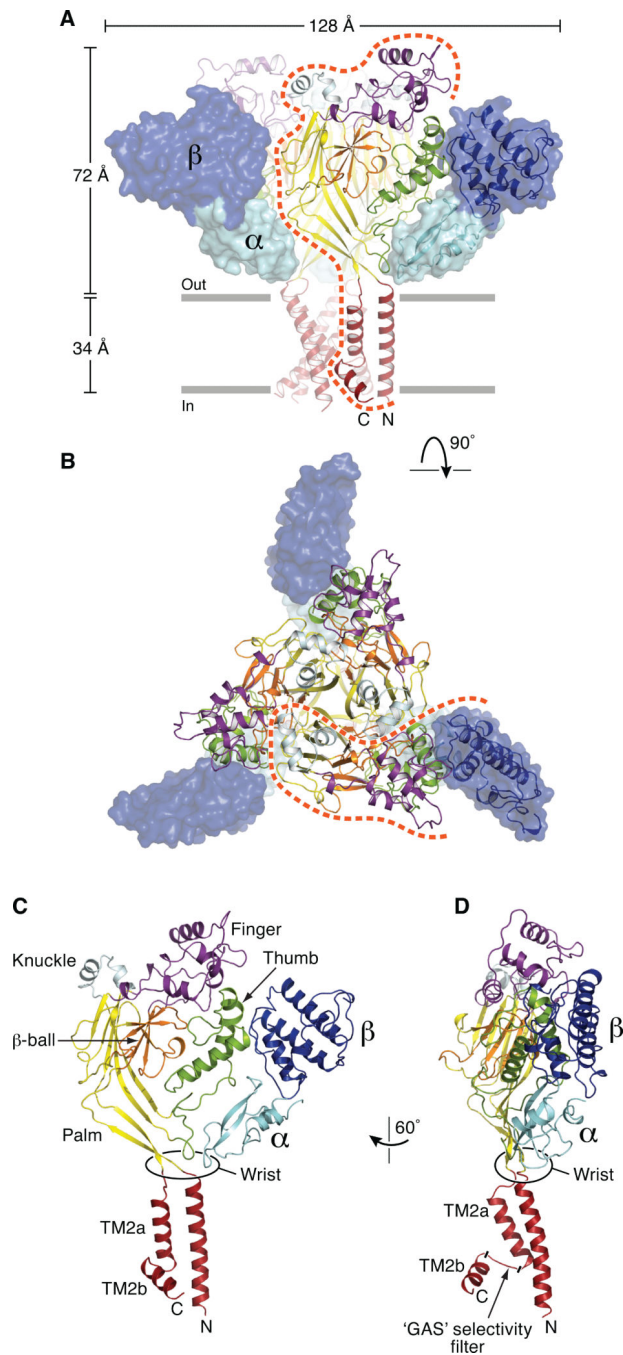 A
128 Å
72 Å
β
α
Out
34 Å
In
C N
B
90°
C
D
Finger
Knuckle
Thumb
β-ball
β
β
α
α
Palm
60°
Wrist
Wrist
TM2a
TM2a
TM2b
TM2b
C
C
N
N
'GAS' selectivity
filter